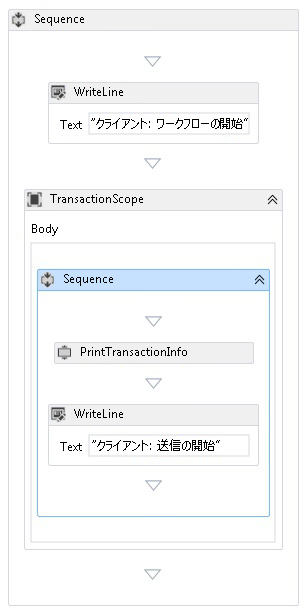 Sequence
WriteLine
Text "クライアント: ワークフローの開始"
TransactionScope
Body
Sequence
PrintTransactionInfo
WriteLine
Text "クライアント: 送信の開始"